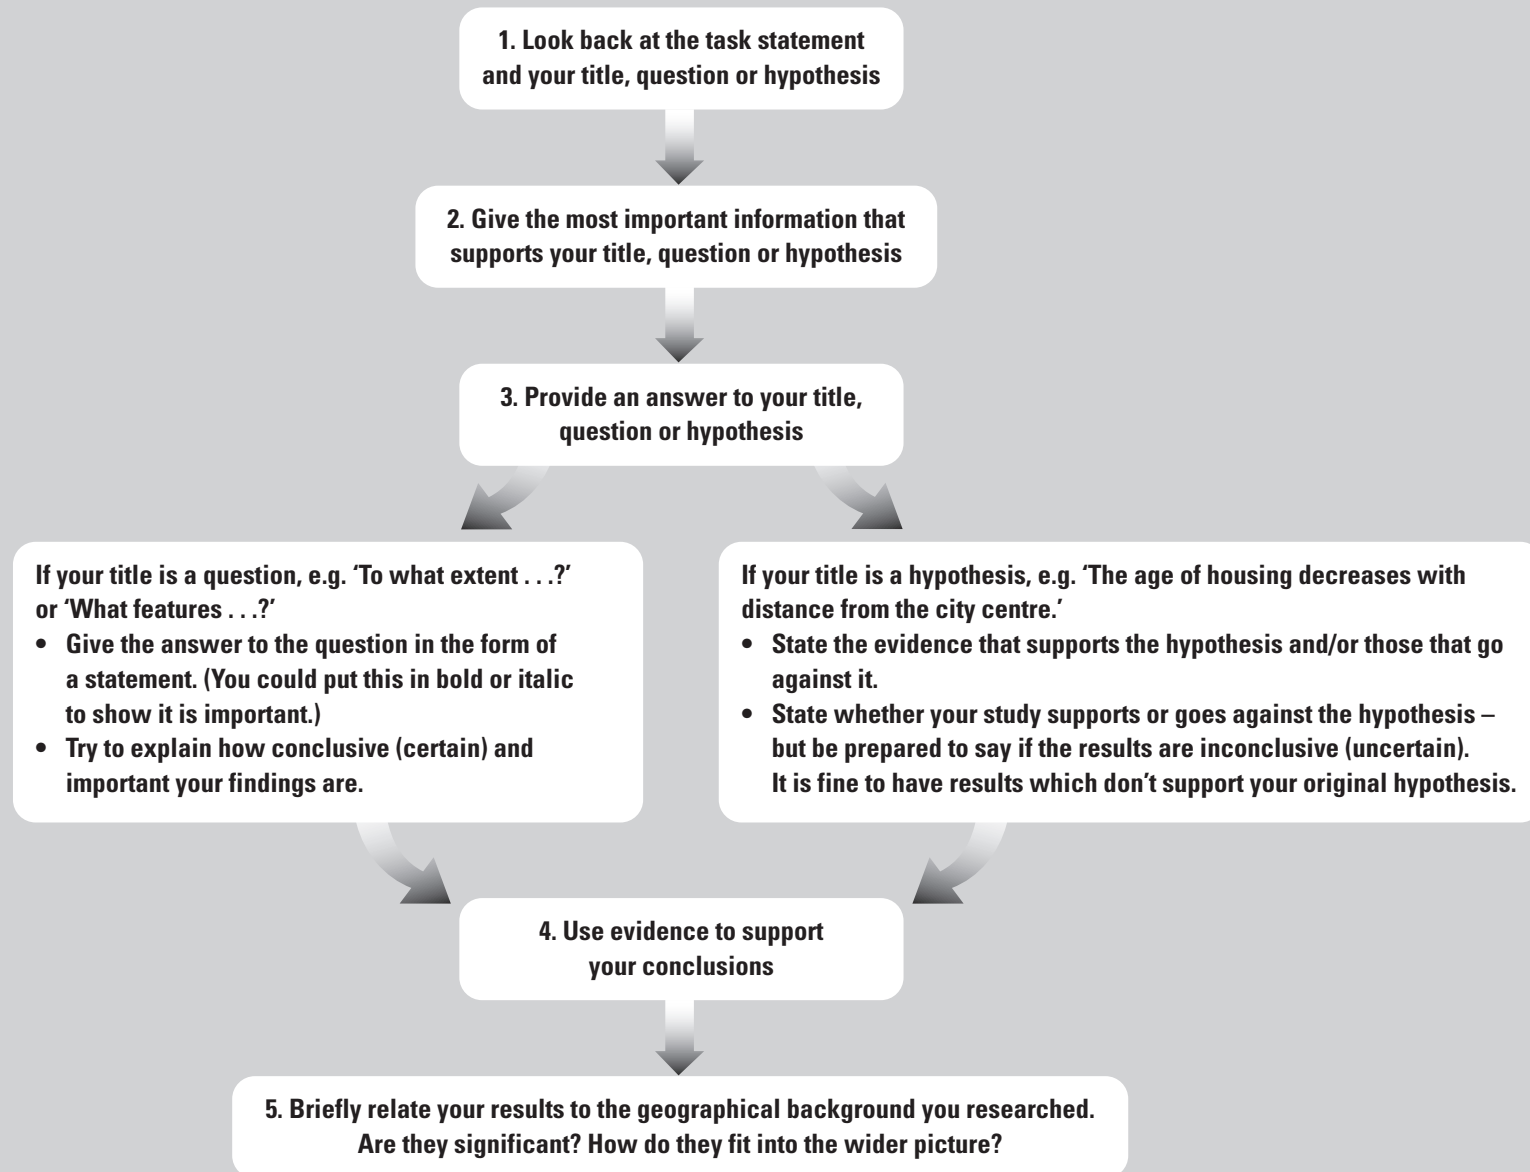 1. Look back at the task statement
and your title, question or hypothesis
2. Give the most important information that
supports your title, question or hypothesis
3. Provide an answer to your title,
question or hypothesis
If your title is a question, e.g. ‘To what extent . . .?’
or ‘What features . . .?’
• Give the answer to the question in the form of
a statement. (You could put this in bold or italic
to show it is important.)
• Try to explain how conclusive (certain) and
important your findings are.
If your title is a hypothesis, e.g. ‘The age of housing decreases with
distance from the city centre.’
• State the evidence that supports the hypothesis and/or those that go
against it.
• State whether your study supports or goes against the hypothesis –
but be prepared to say if the results are inconclusive (uncertain).
It is fine to have results which don’t support your original hypothesis.
4. Use evidence to support
your conclusions
5. Briefly relate your results to the geographical background you researched.
Are they significant? How do they fit into the wider picture?